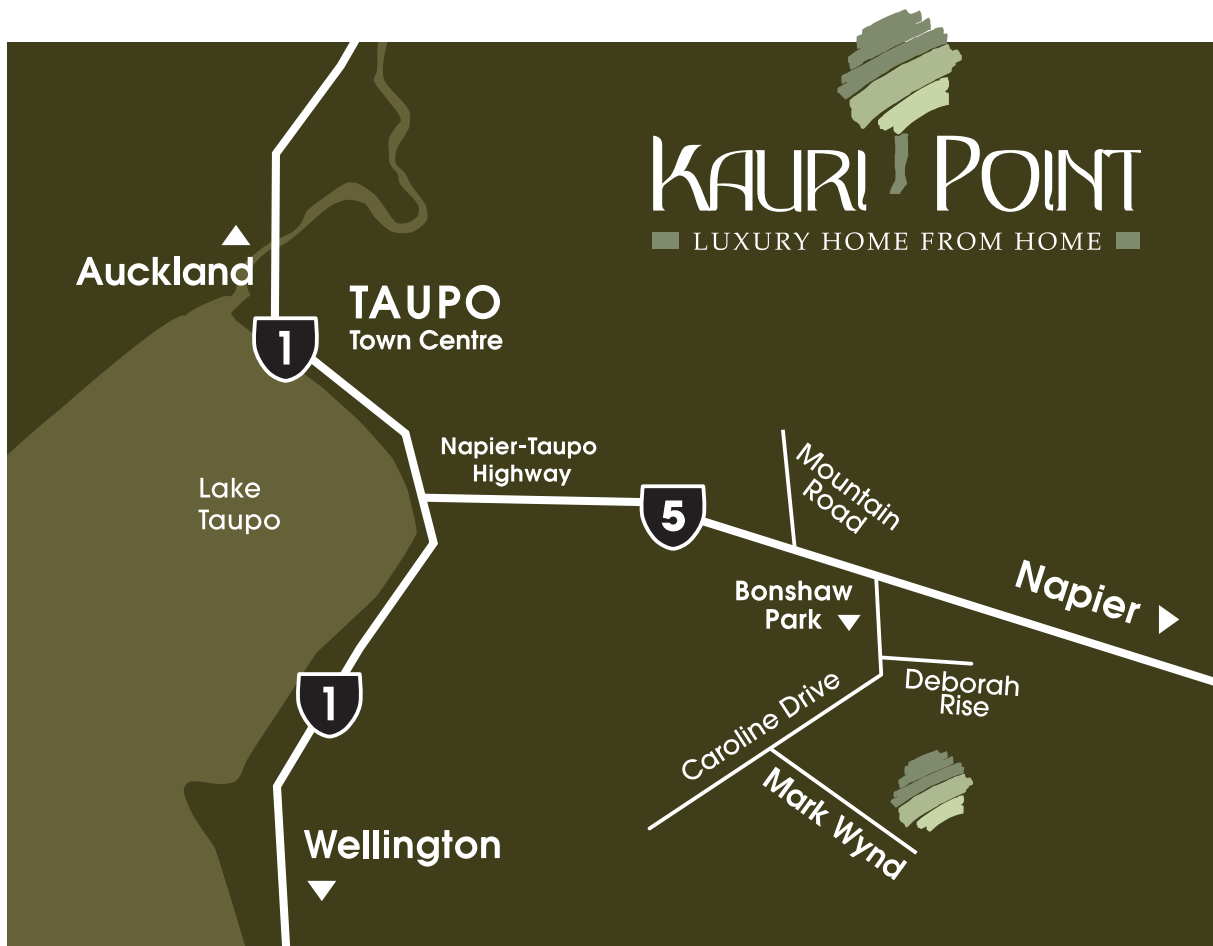 KAURI POINT
LUXURY HOME FROM HOME
Auckland
TAUPO
Town Centre
1
Napier-Taupo
Highway
Lake
Taupo
5
Mountain
Road
Napier
Bonshaw
Park
Deborah
Rise
Caroline Drive
1
Mark Wynd
Wellington